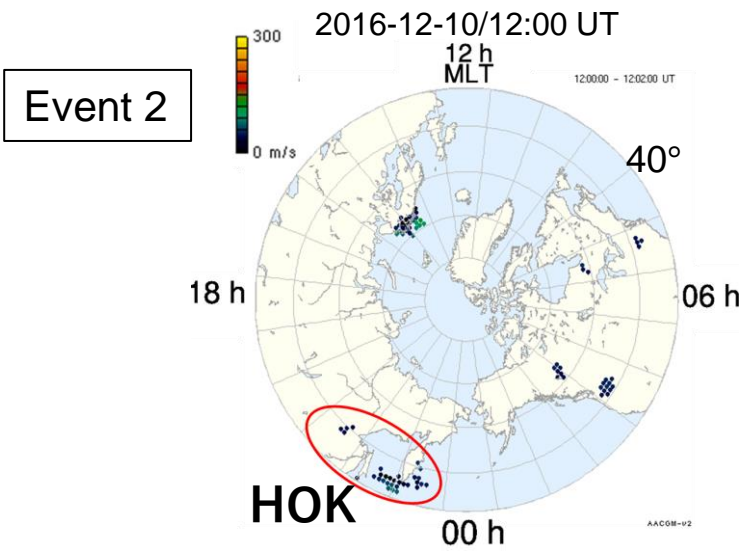 2016-12-10/12:00 UT
300
12 h
MLT
12:00:00 - 12:02:00 UT
Event 2
0 m/s
40°
18 h
06 h
HOK
00 h
AACGM-v2